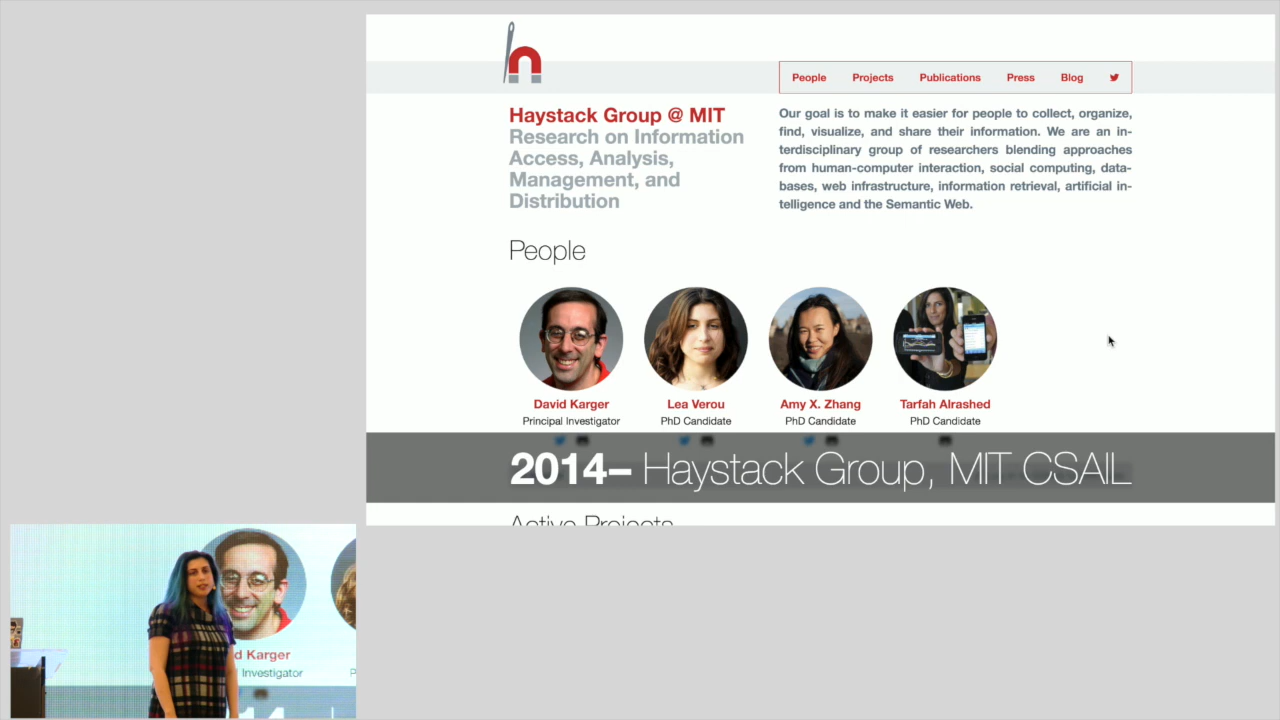 People Projects Publications Press Blog
Haystack Group @ MIT
Research on Information
Access, Analysis,
Management, and
Distribution
Our goal is to make it easier for people to collect, organize,
find, visualize, and share their information. We are an in-
terdisciplinary group of researchers blending approaches
from human-computer interaction, social computing, data-
bases, web infrastructure, information retrieval, artificial in-
telligence and the Semantic Web.
People
David Karger
Principal Investigator
Lea Verou
PhD Candidate
Amy X. Zhang
PhD Candidate
Tarfah Alrashed
PhD Candidate
2014– Haystack Group, MIT CSAIL
Active Projects
d Karger
Investigator
P